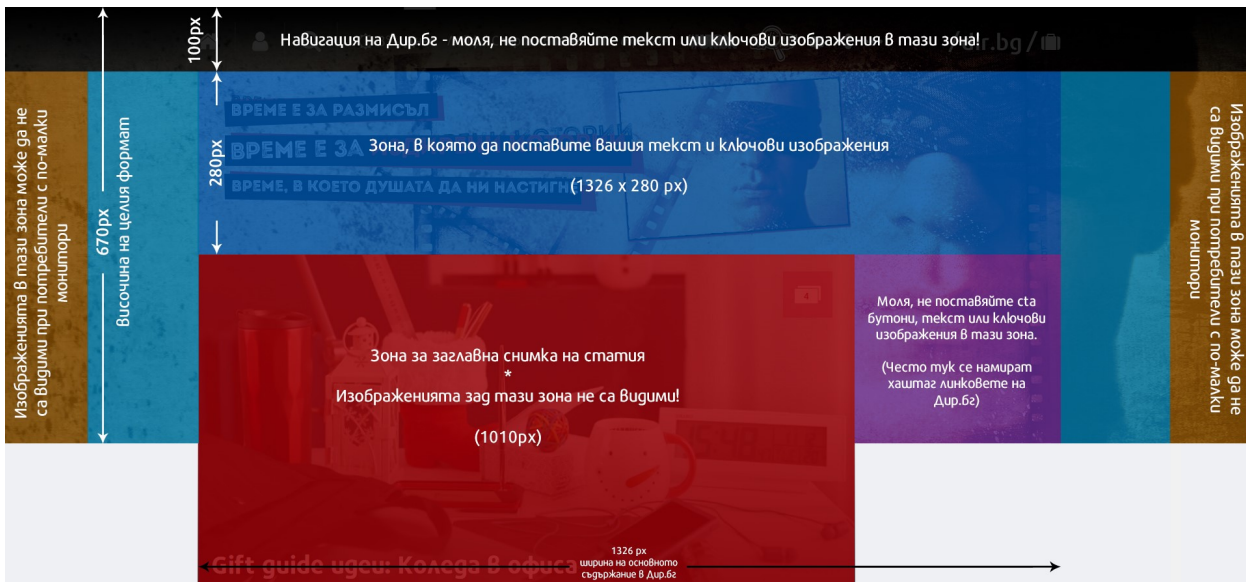 Навигация на Дир.бг - моля, не поставяйте текст или ключови изображения в тази зона!
dir.bg/
100px
ВРЕМЕ Е ЗА РАЗМИСЪЛ
Зона, в която да поставите вашия текст и ключови изображения
ВРЕМЕ Е ЗА
280px
ВРЕМЕ, В КОЕТО ДУШАТА ДА НИ НАСТИГН
(1326 x 280 px)
Изображенията в тази зона може да не
са видими при потребители с по-малки
монитори
670px
височина на целия формат
Зона за заглавна снимка на статия
*
Изображенията зад тази зона не са видими!
(1010px)
Моля, не поставяйте ста
бутони, текст или ключови
изображения в тази зона.
(Често тук се намират
хаштаг линковете на
Дир.бг)
Изображенията в тази зона може да не
са видими при потребители с по-малки
монитори
Gift guide идеи: Коледа в офиса
1326 px
ширина на основното
съдържание в Дир.бг